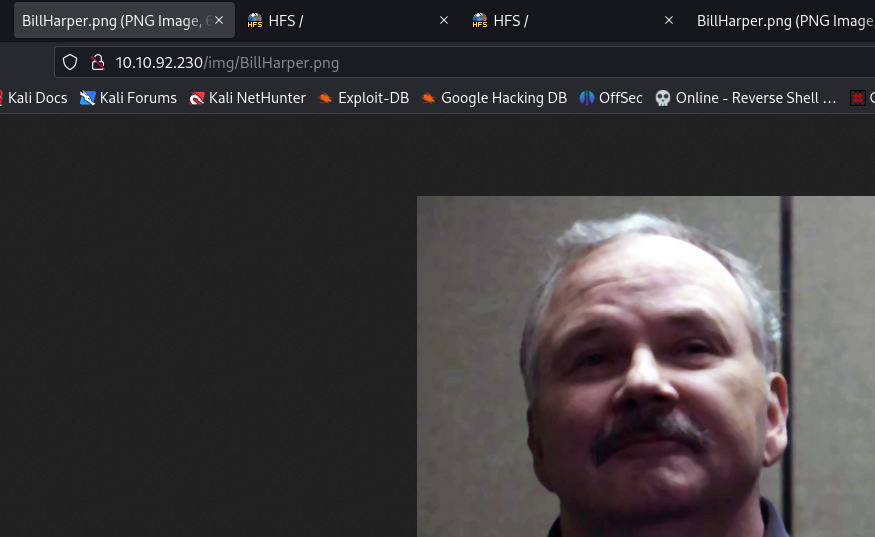 BillHarper.png (PNG Image, 6 HFS / HFS / BillHarper.png (PNG Image
10.10.92.230/img/BillHarper.png
Kali Docs Kali Forums Kali NetHunter Exploit-DB Google Hacking DB OffSec Online - Reverse Shell ...